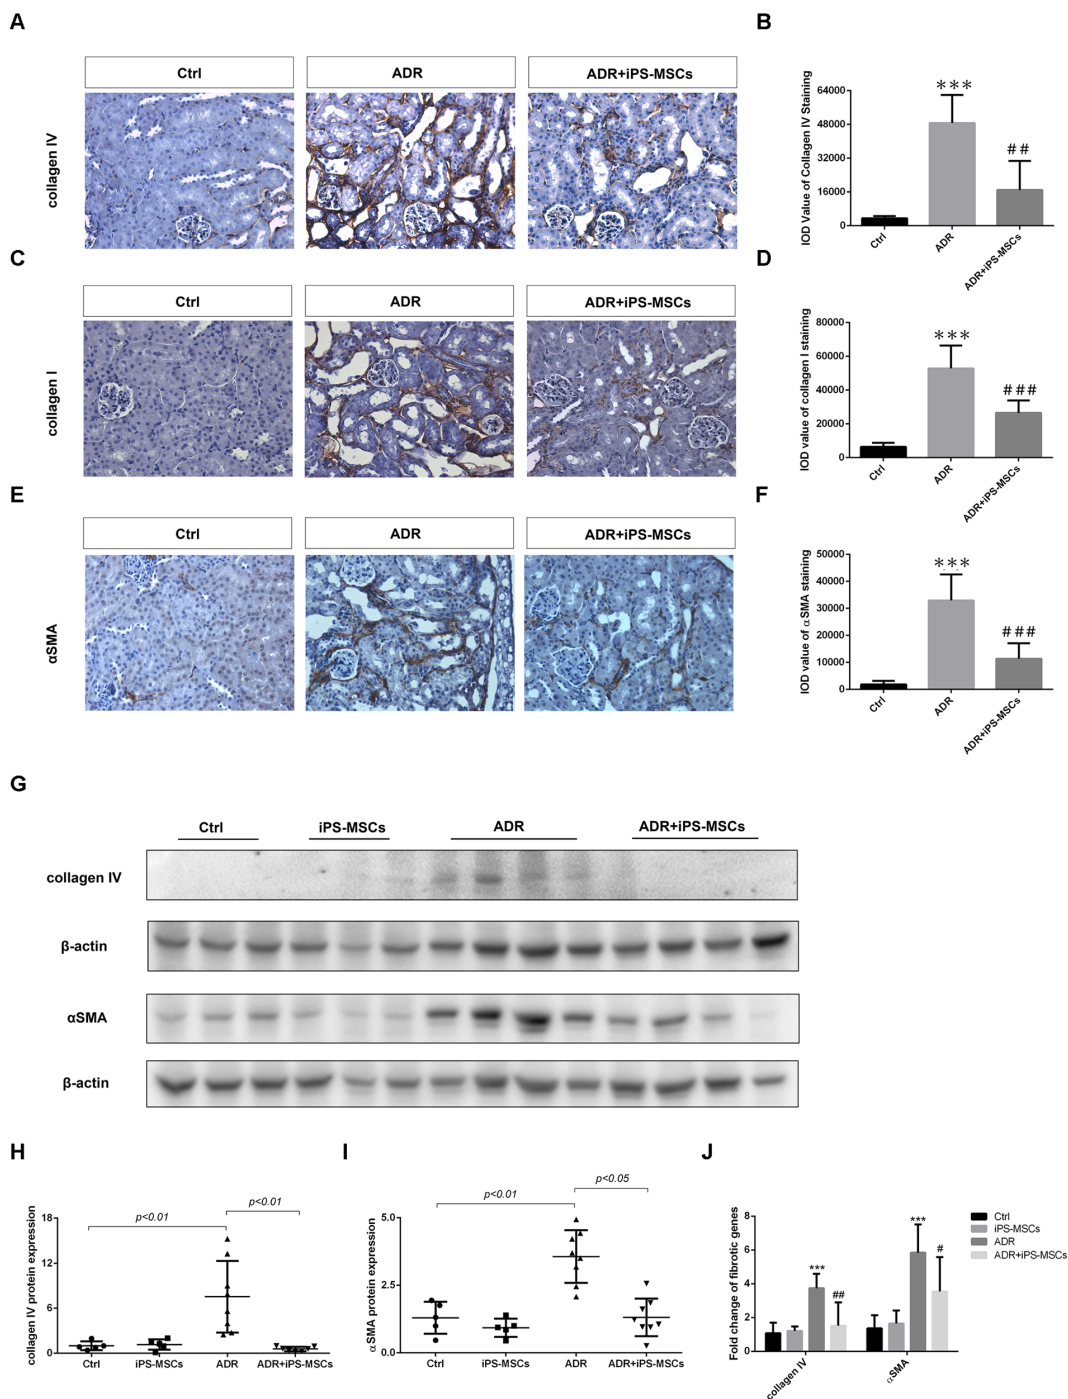 A
B
Ctrl
ADR
ADR+iPS-MSCs
collagen IV
IOD Value of Collagen IV Staining
64000
48000
32000
16000
0
***
##
Ctrl
ADR
ADR+iPS-MSCs
C
D
Ctrl
ADR
ADR+iPS-MSCs
collagen I
IOD value of collagen I staining
80000
60000
40000
20000
0
***
###
Ctrl
ADR
ADR+iPS-MSCs
E
F
Ctrl
ADR
ADR+iPS-MSCs
αSMA
IOD value of αSMA staining
50000
40000
30000
20000
10000
0
***
###
Ctrl
ADR
ADR+iPS-MSCs
G
Ctrl
iPS-MSCs
ADR
ADR+iPS-MSCs
collagen IV
β-actin
αSMA
β-actin
H
collagen IV protein expression
18
12
6
0
p<0.01
p<0.01
Ctrl
iPS-MSCs
ADR
ADR+iPS-MSCs
I
αSMA protein expression
5.0
2.5
0.0
p<0.01
p<0.05
Ctrl
iPS-MSCs
ADR
ADR+iPS-MSCs
J
Fold change of fibrotic genes
8
6
4
2
0
***
##
***
#
collagen IV
αSMA
Ctrl
iPS-MSCs
ADR
ADR+iPS-MSCs